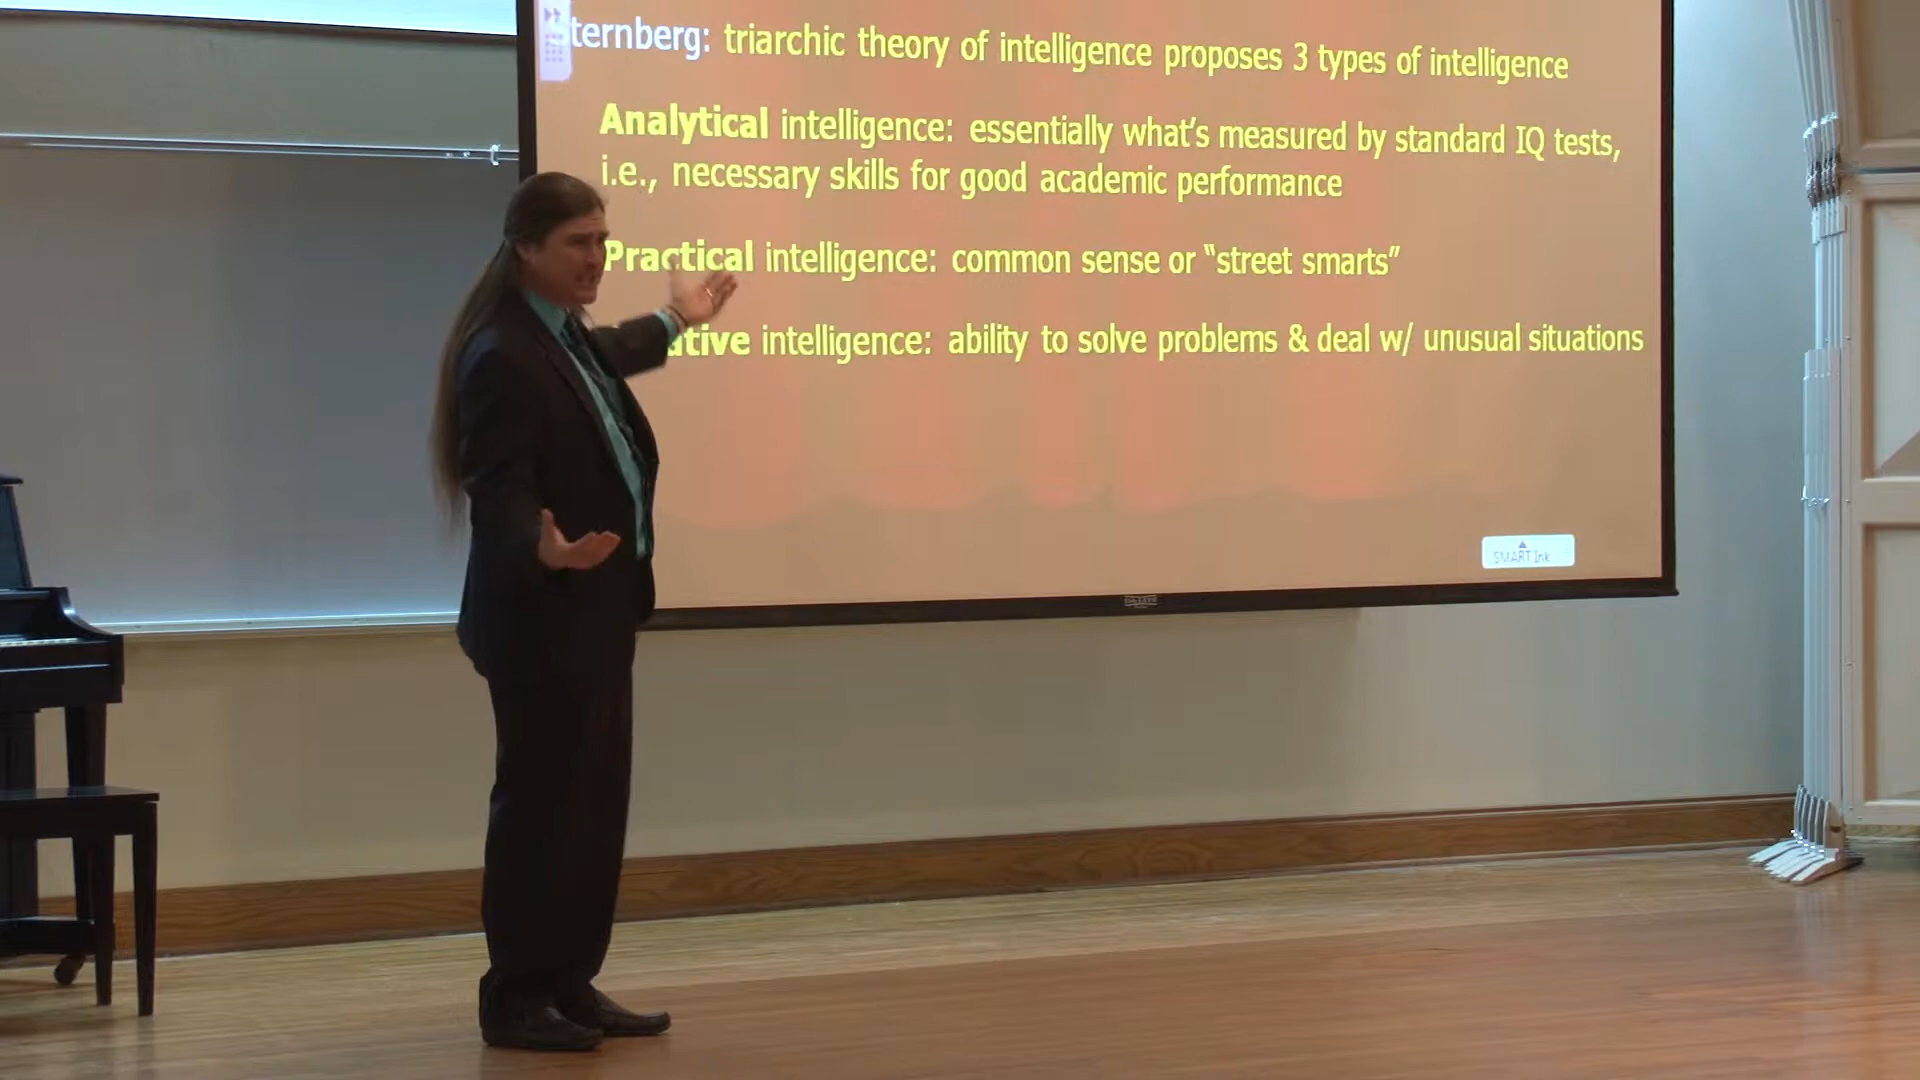 Sternberg: triarchic theory of intelligence proposes 3 types of intelligence
Analytical intelligence: essentially what's measured by standard IQ tests,
i.e., necessary skills for good academic performance
Practical intelligence: common sense or “street smarts”
ative intelligence: ability to solve problems & deal w/ unusual situations
SMART Ink